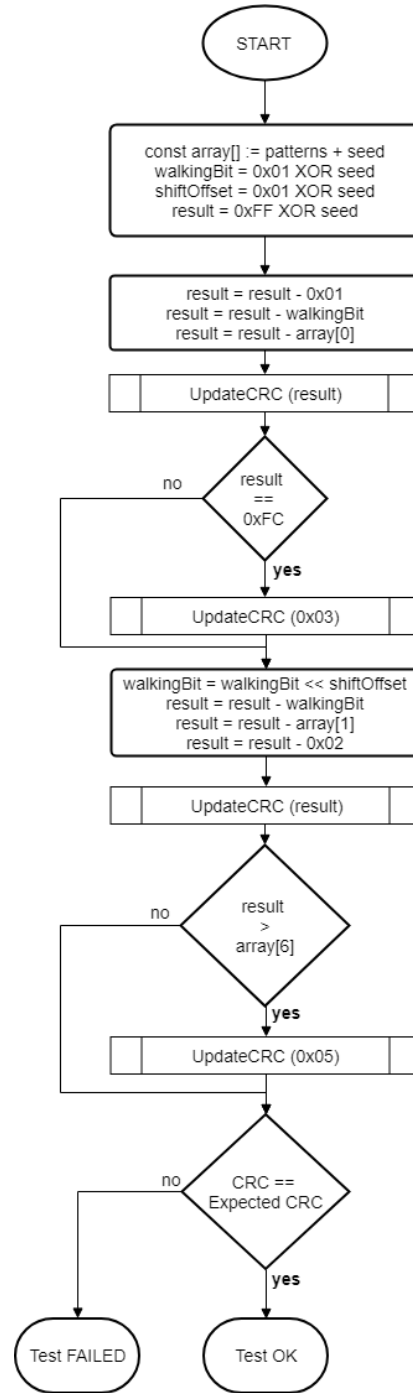 START
const array[] := patterns + seed
walkingBit = 0x01 XOR seed
shiftOffset = 0x01 XOR seed
result = 0xFF XOR seed
result = result - 0x01
result = result - walkingBit
result = result - array[0]
UpdateCRC (result)
result
==
0xFC
no
yes
UpdateCRC (0x03)
walkingBit = walkingBit << shiftOffset
result = result - walkingBit
result = result - array[1]
result = result - 0x02
UpdateCRC (result)
result
>
array[6]
no
yes
UpdateCRC (0x05)
CRC ==
Expected CRC
no
yes
Test FAILED
Test OK